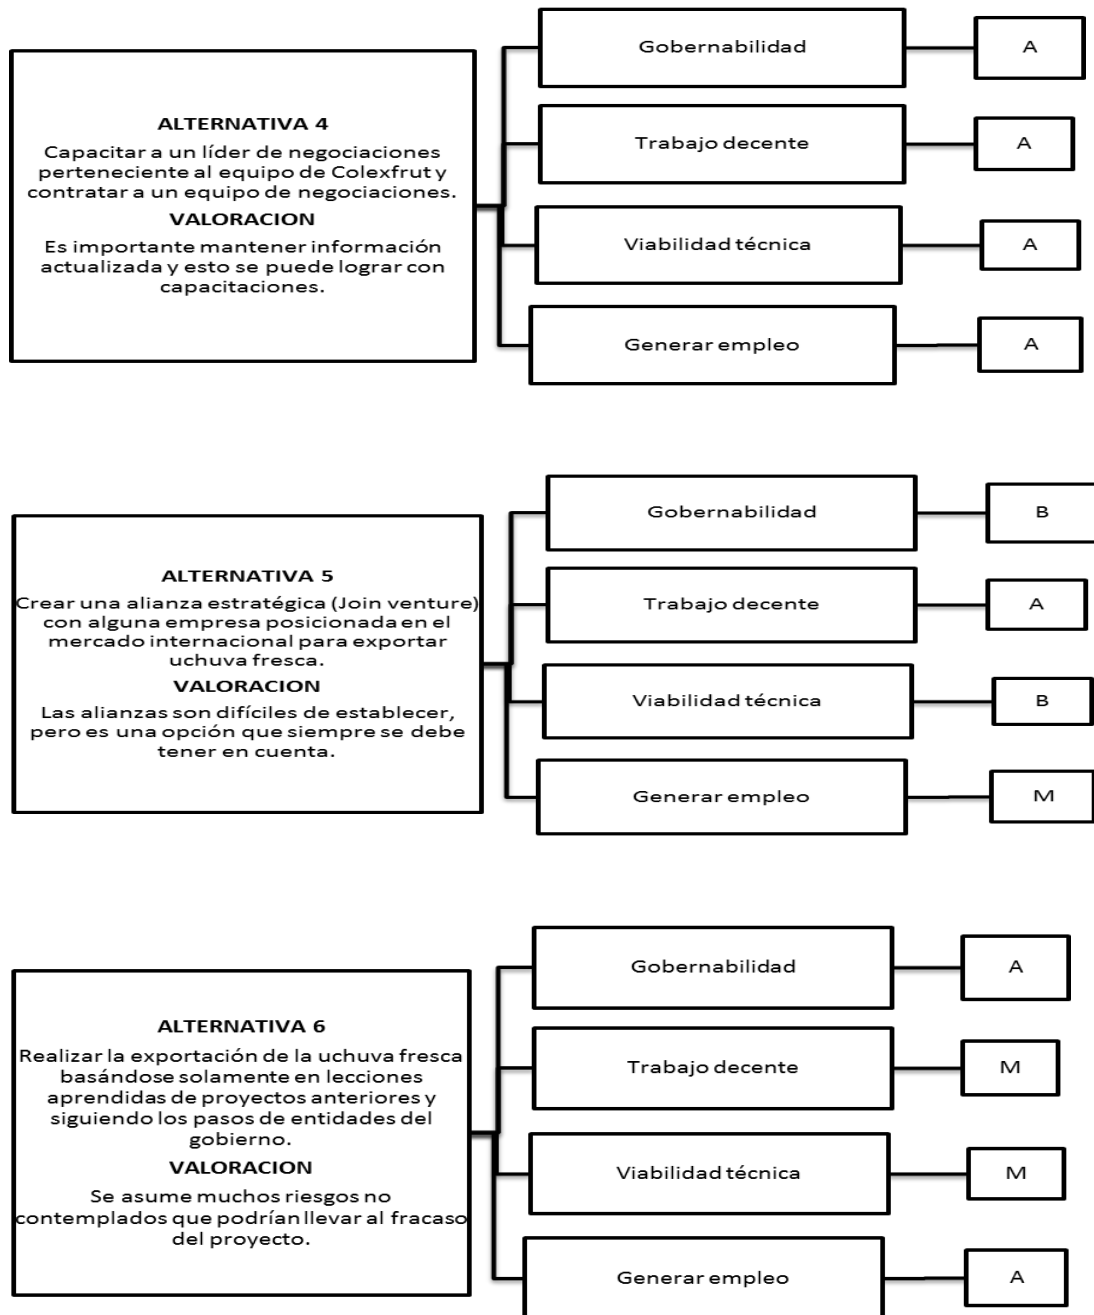 ALTERNATIVA 4
Capacitar a un líder de negociaciones
perteneciente al equipo de Colexfrut y
contratar a un equipo de negociaciones.
VALORACION
Es importante mantener información
actualizada y esto se puede lograr con
capacitaciones.
Gobernabilidad
A
Trabajo decente
A
Viabilidad técnica
A
Generar empleo
A
ALTERNATIVA 5
Crear una alianza estratégica (Join venture)
con alguna empresa posicionada en el
mercado internacional para exportar
uchuva fresca.
VALORACION
Las alianzas son difíciles de establecer,
pero es una opción que siempre se debe
tener en cuenta.
Gobernabilidad
B
Trabajo decente
A
Viabilidad técnica
B
Generar empleo
M
ALTERNATIVA 6
Realizar la exportación de la uchuva fresca
basándose solamente en lecciones
aprendidas de proyectos anteriores y
siguiendo los pasos de entidades del
gobierno.
VALORACION
Se asume muchos riesgos no
contemplados que podrían llevar al fracaso
del proyecto.
Gobernabilidad
A
Trabajo decente
M
Viabilidad técnica
M
Generar empleo
A